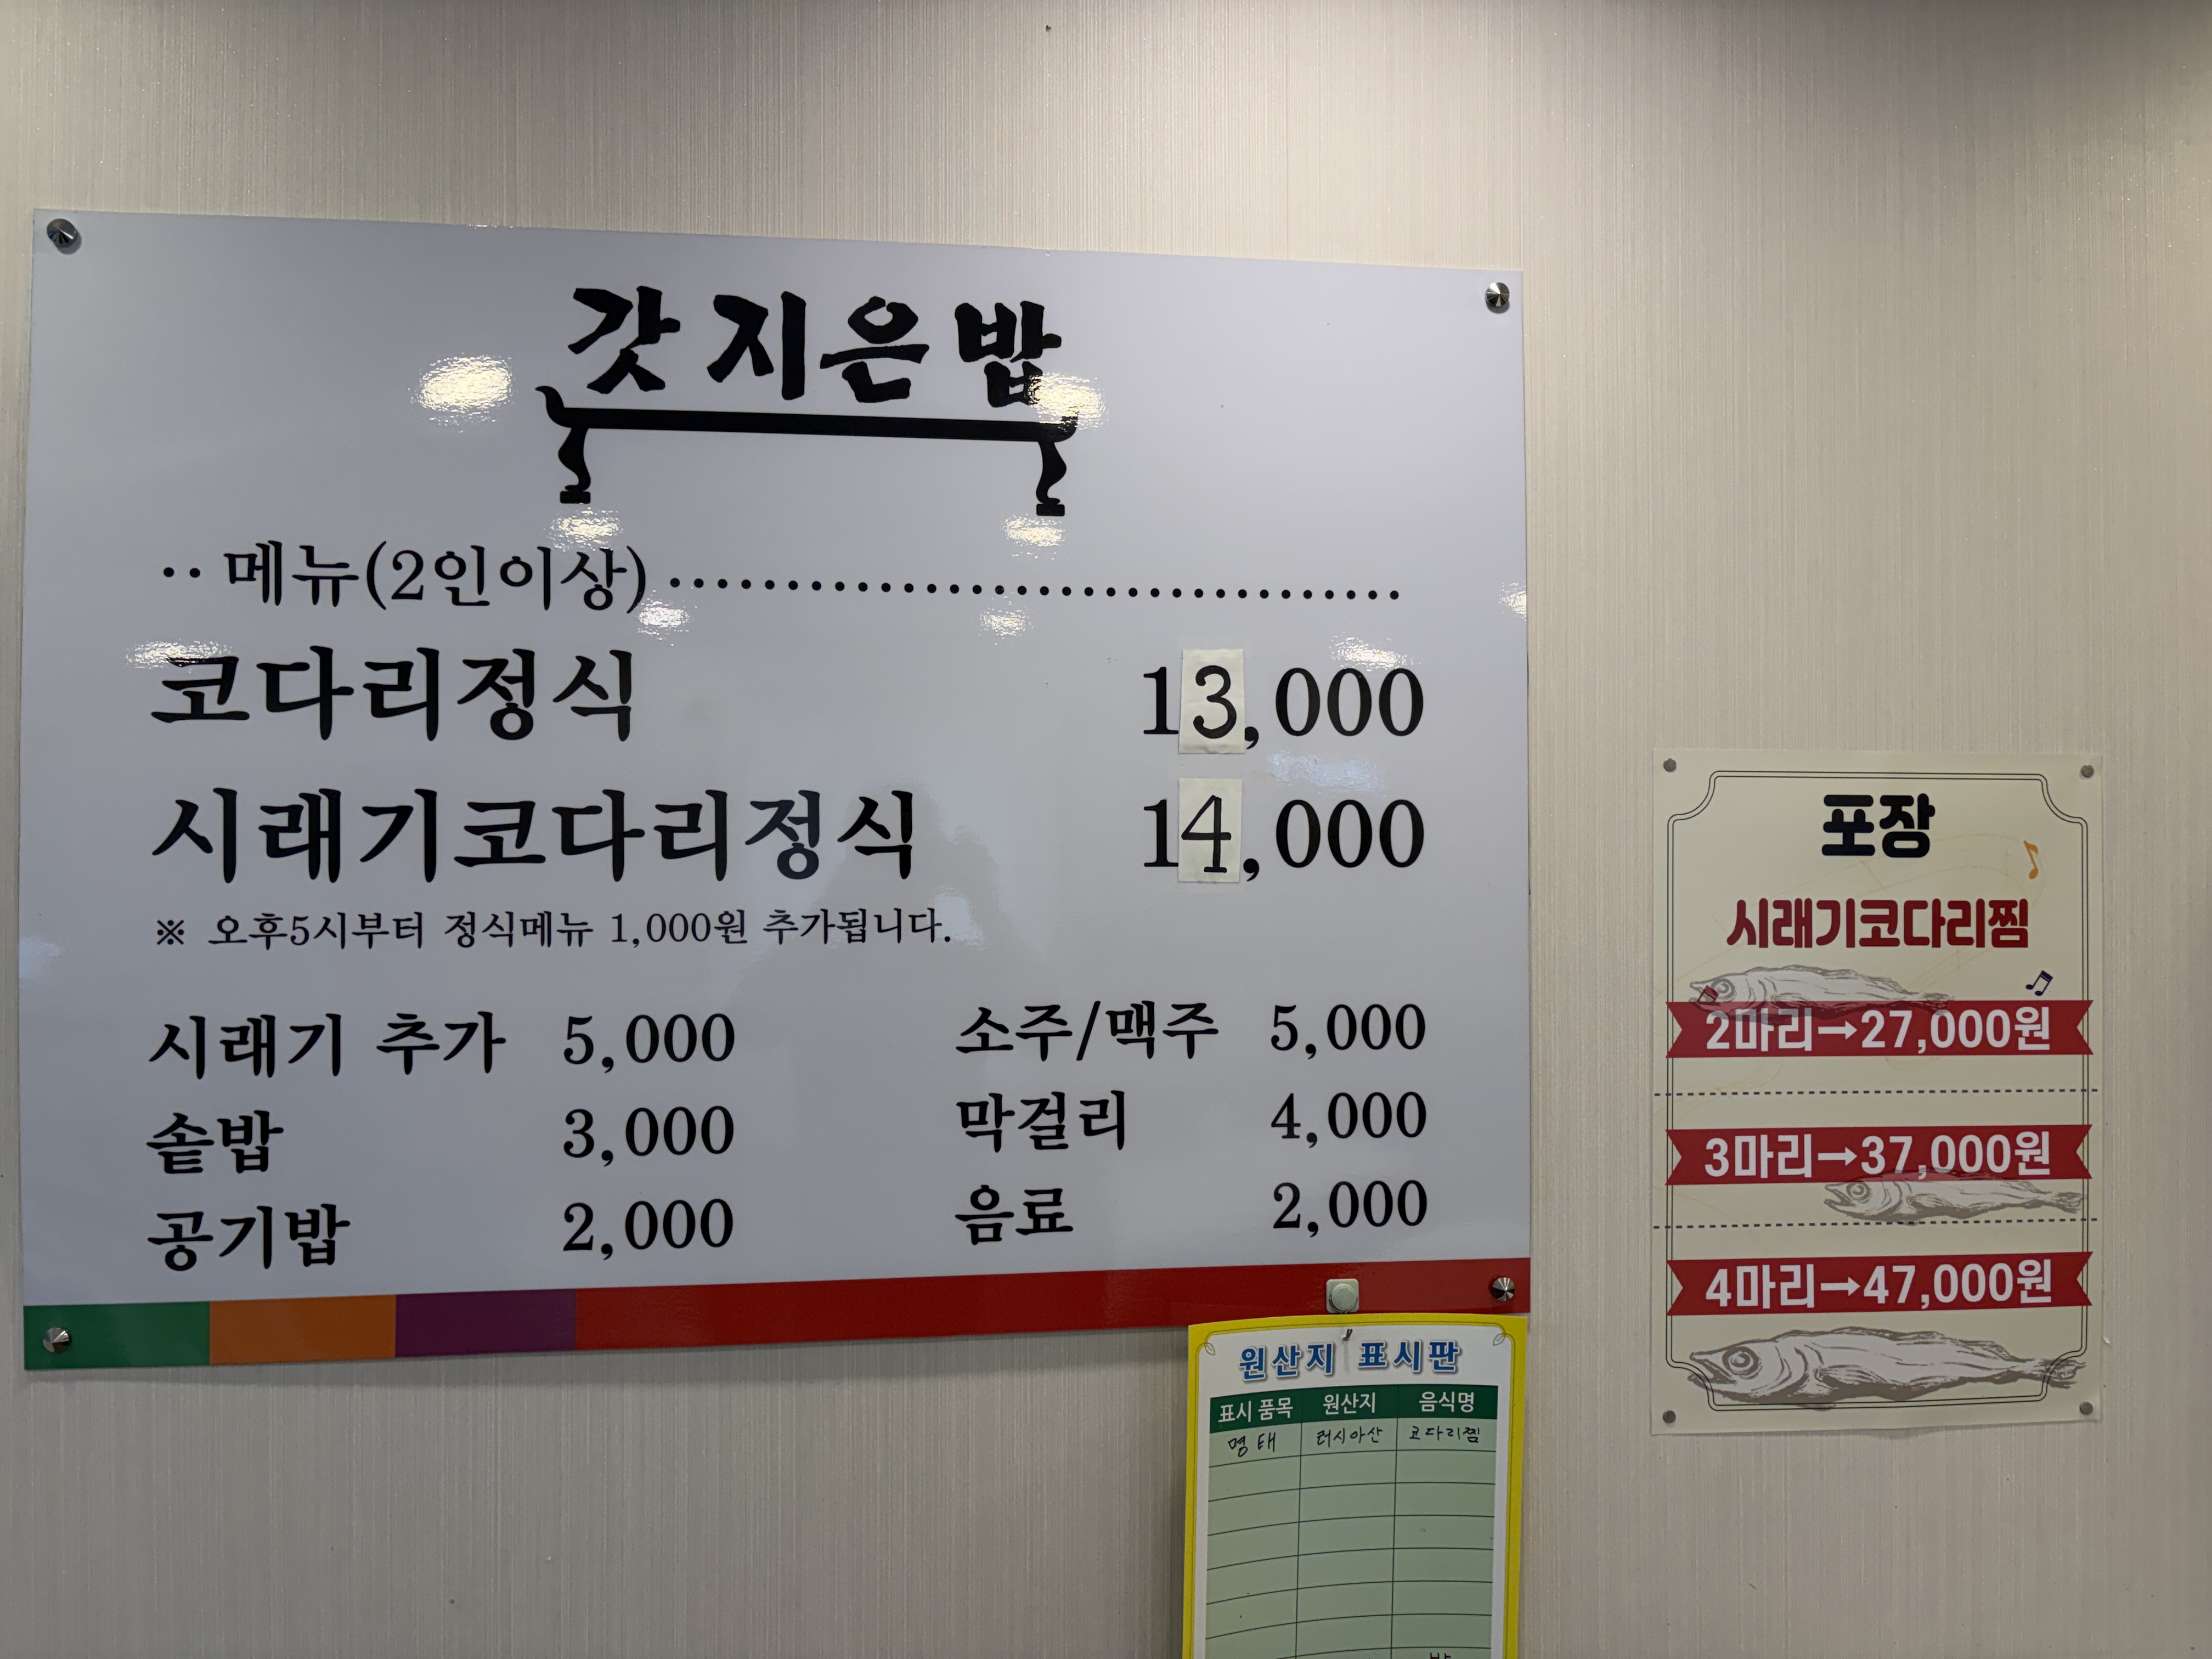 갓 지은 밥
·· 메뉴(2인이상)..............................
코다리정식 13,000
시래기코다리정식 14,000
※ 오후5시부터 정식메뉴 1,000원 추가됩니다.
시래기 추가 5,000 소주/맥주 5,000
솥밥 3,000 막걸리 4,000
공기밥 2,000 음료 2,000
포장
시래기코다리찜
2마리→27,000원
3마리→37,000원
4마리→47,000원
원산지 표시판
표시 품목 원산지 음식명
명태 러시아산 코다리찜